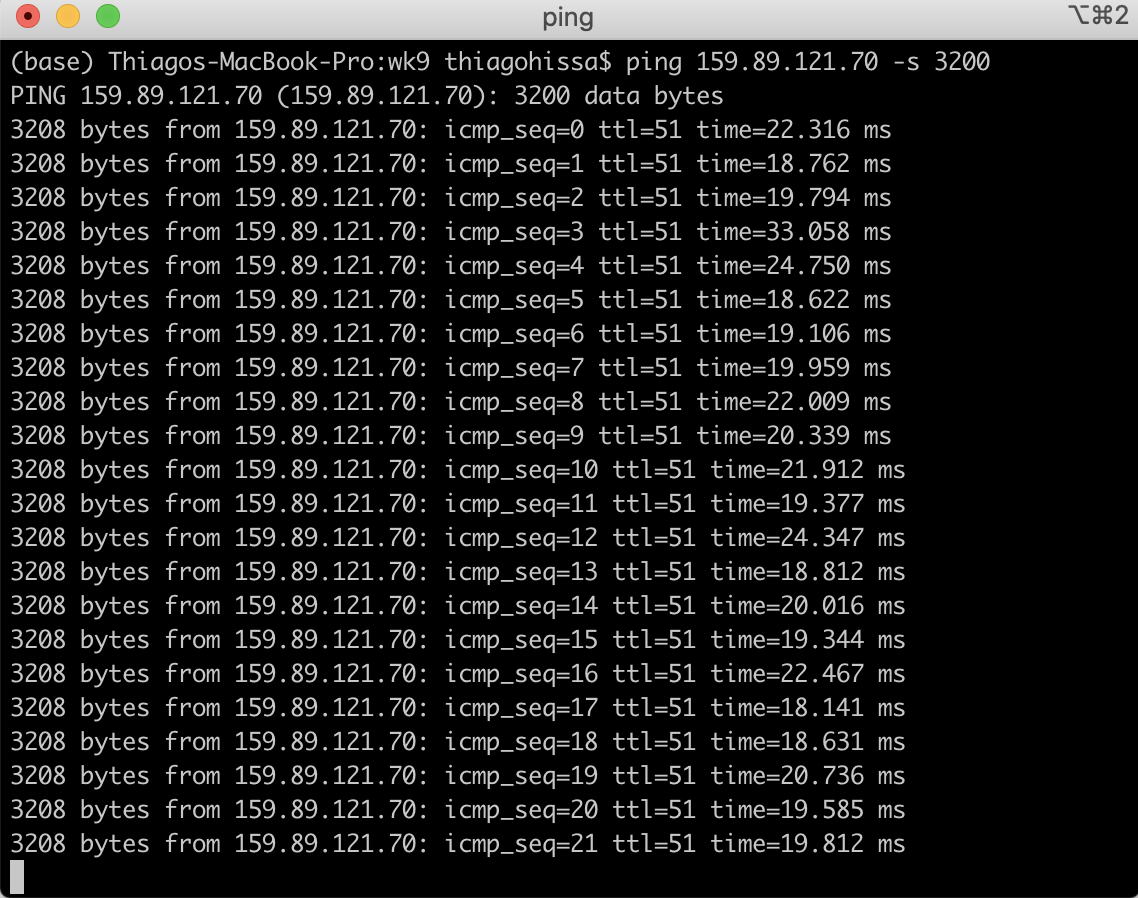 ping
⌥⌘2
(base) Thiagos-MacBook-Pro:wk9 thiagohissa$ ping 159.89.121.70 -s 3200
PING 159.89.121.70 (159.89.121.70): 3200 data bytes
3208 bytes from 159.89.121.70: icmp_seq=0 ttl=51 time=22.316 ms
3208 bytes from 159.89.121.70: icmp_seq=1 ttl=51 time=18.762 ms
3208 bytes from 159.89.121.70: icmp_seq=2 ttl=51 time=19.794 ms
3208 bytes from 159.89.121.70: icmp_seq=3 ttl=51 time=33.058 ms
3208 bytes from 159.89.121.70: icmp_seq=4 ttl=51 time=24.750 ms
3208 bytes from 159.89.121.70: icmp_seq=5 ttl=51 time=18.622 ms
3208 bytes from 159.89.121.70: icmp_seq=6 ttl=51 time=19.106 ms
3208 bytes from 159.89.121.70: icmp_seq=7 ttl=51 time=19.959 ms
3208 bytes from 159.89.121.70: icmp_seq=8 ttl=51 time=22.009 ms
3208 bytes from 159.89.121.70: icmp_seq=9 ttl=51 time=20.339 ms
3208 bytes from 159.89.121.70: icmp_seq=10 ttl=51 time=21.912 ms
3208 bytes from 159.89.121.70: icmp_seq=11 ttl=51 time=19.377 ms
3208 bytes from 159.89.121.70: icmp_seq=12 ttl=51 time=24.347 ms
3208 bytes from 159.89.121.70: icmp_seq=13 ttl=51 time=18.812 ms
3208 bytes from 159.89.121.70: icmp_seq=14 ttl=51 time=20.016 ms
3208 bytes from 159.89.121.70: icmp_seq=15 ttl=51 time=19.344 ms
3208 bytes from 159.89.121.70: icmp_seq=16 ttl=51 time=22.467 ms
3208 bytes from 159.89.121.70: icmp_seq=17 ttl=51 time=18.141 ms
3208 bytes from 159.89.121.70: icmp_seq=18 ttl=51 time=18.631 ms
3208 bytes from 159.89.121.70: icmp_seq=19 ttl=51 time=20.736 ms
3208 bytes from 159.89.121.70: icmp_seq=20 ttl=51 time=19.585 ms
3208 bytes from 159.89.121.70: icmp_seq=21 ttl=51 time=19.812 ms